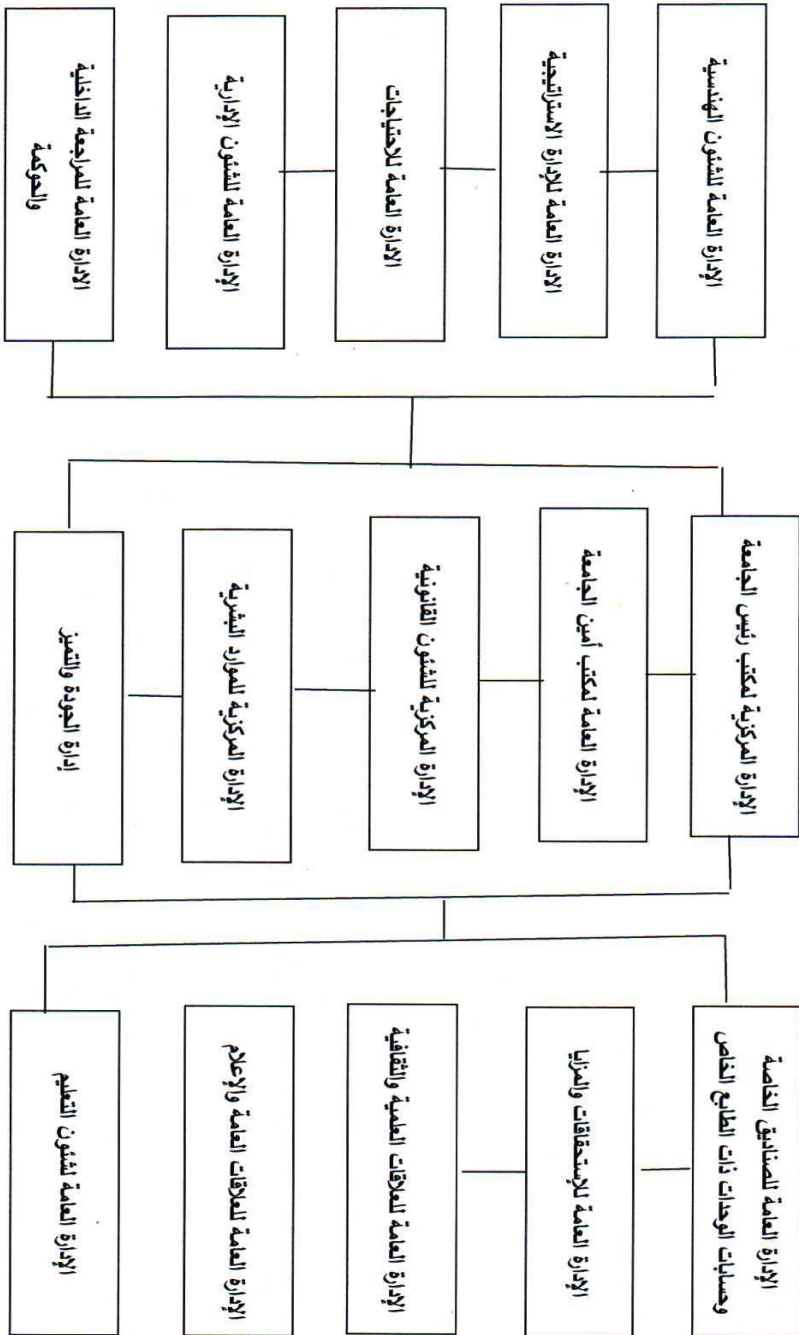 الإدارة العامة للصناديق الخاصة
وحسابات الوحدات ذات الطابع الخاص
الإدارة المركزية لمكتب رئيس الجامعة
الإدارة العامة للشئون الهندسية
الإدارة العامة للإستحقاقات والمزايا
الإدارة العامة لمكتب أمين الجامعة
الادارة العامة للإدارة الاستراتيجية
الإدارة العامة للعلاقات العلمية والثقافية
الإدارة المركزية للشئون القانونية
الادارة العامة للاحتياجات
الإدارة العامة للعلاقات العامة والإعلام
الإدارة المركزية للموارد البشرية
الإدارة العامة للشئون الإدارية
الإدارة العامة لشئون التعليم
إدارة الجودة والتميز
الإدارة العامة للمراجعة الداخلية
والحوكمة